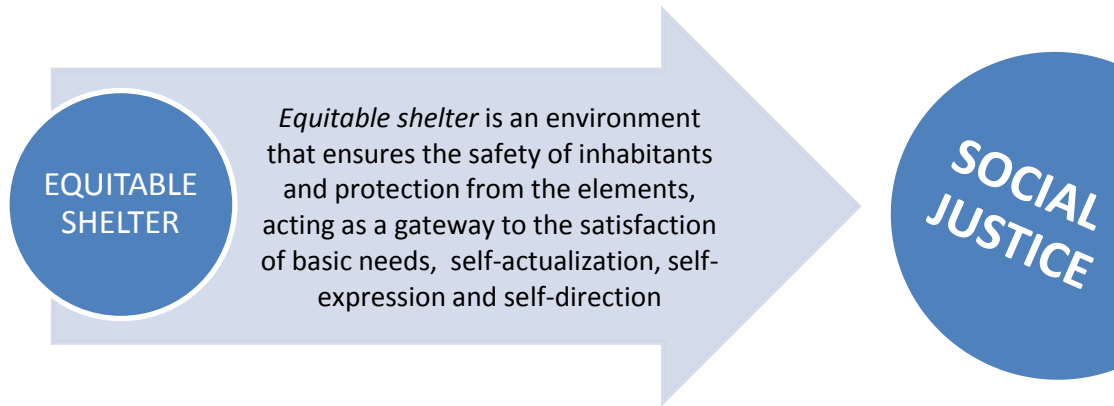 EQUITABLE
SHELTER
Equitable shelter is an environment
that ensures the safety of inhabitants
and protection from the elements,
acting as a gateway to the satisfaction
of basic needs,  self-actualization, self-
expression and self-direction
SOCIAL
JUSTICE